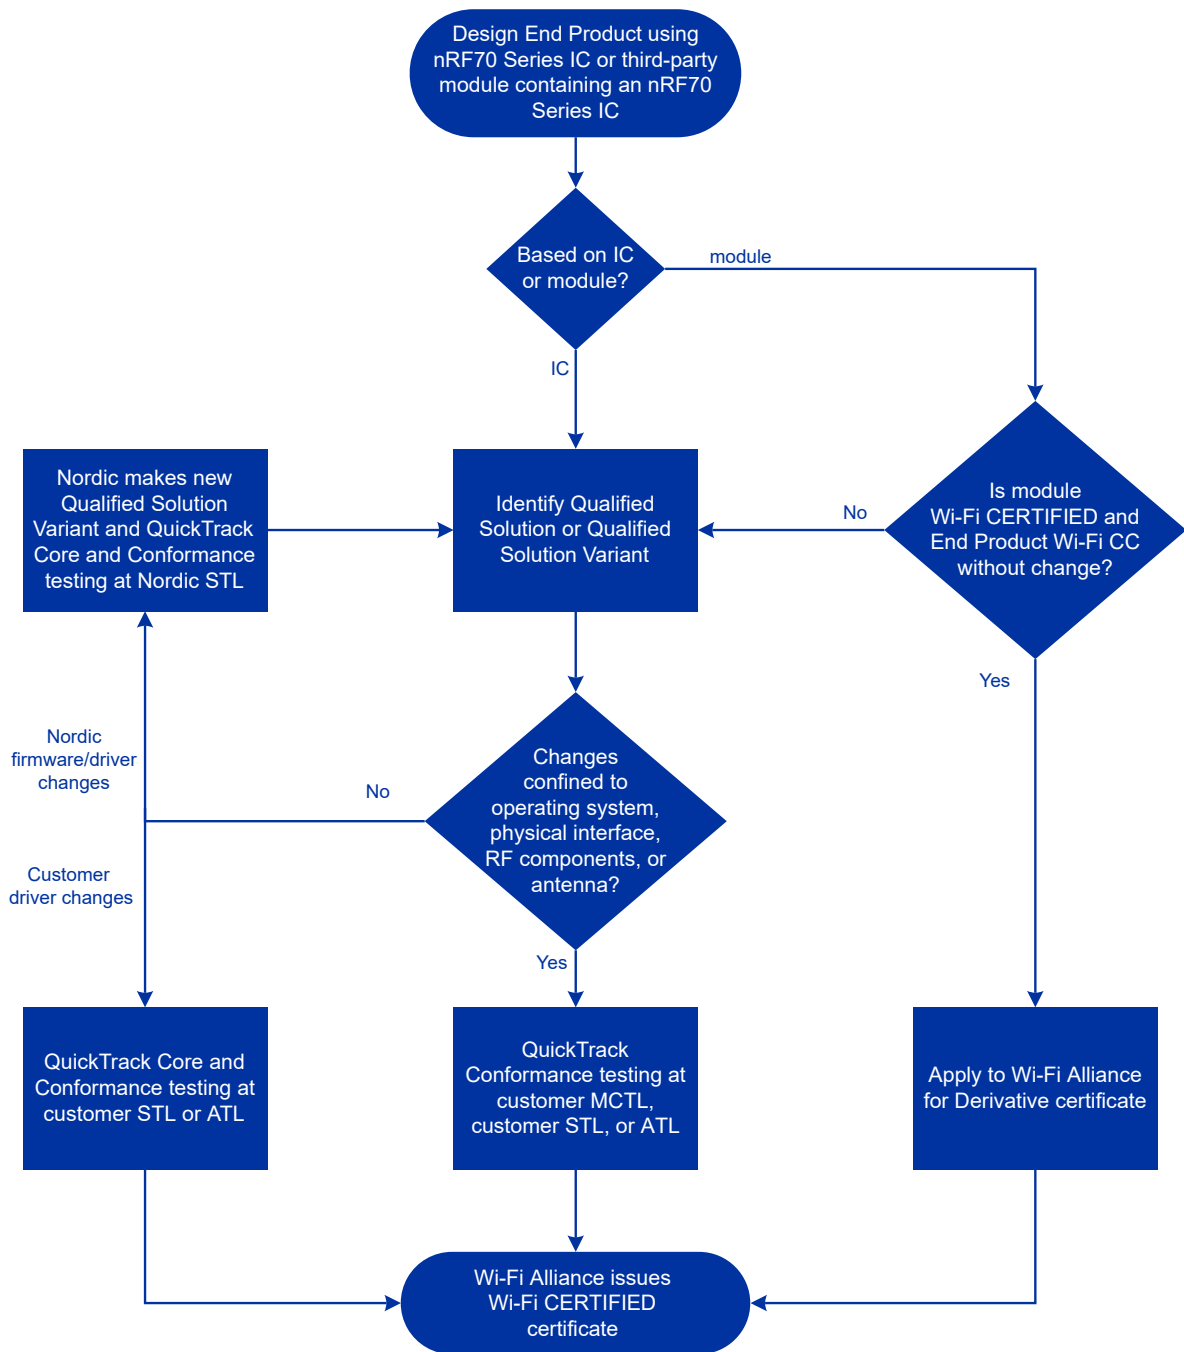 Design End Product using
nRF70 Series IC or third-party
module containing an nRF70
Series IC
Based on IC
or module?
module
IC
Nordic makes new
Qualified Solution
Variant and QuickTrack
Core and Conformance
testing at Nordic STL
Identify Qualified
Solution or Qualified
Solution Variant
No
Is module
Wi-Fi CERTIFIED and
End Product Wi-Fi CC
without change?
Yes
Nordic
firmware/driver
changes
No
Changes
confined to
operating system,
physical interface,
RF components, or
antenna?
Customer
driver changes
Yes
QuickTrack Core and
Conformance testing at
customer STL or ATL
QuickTrack
Conformance testing at
customer MCTL,
customer STL, or ATL
Apply to Wi-Fi Alliance
for Derivative certificate
Wi-Fi Alliance issues
Wi-Fi CERTIFIED
certificate